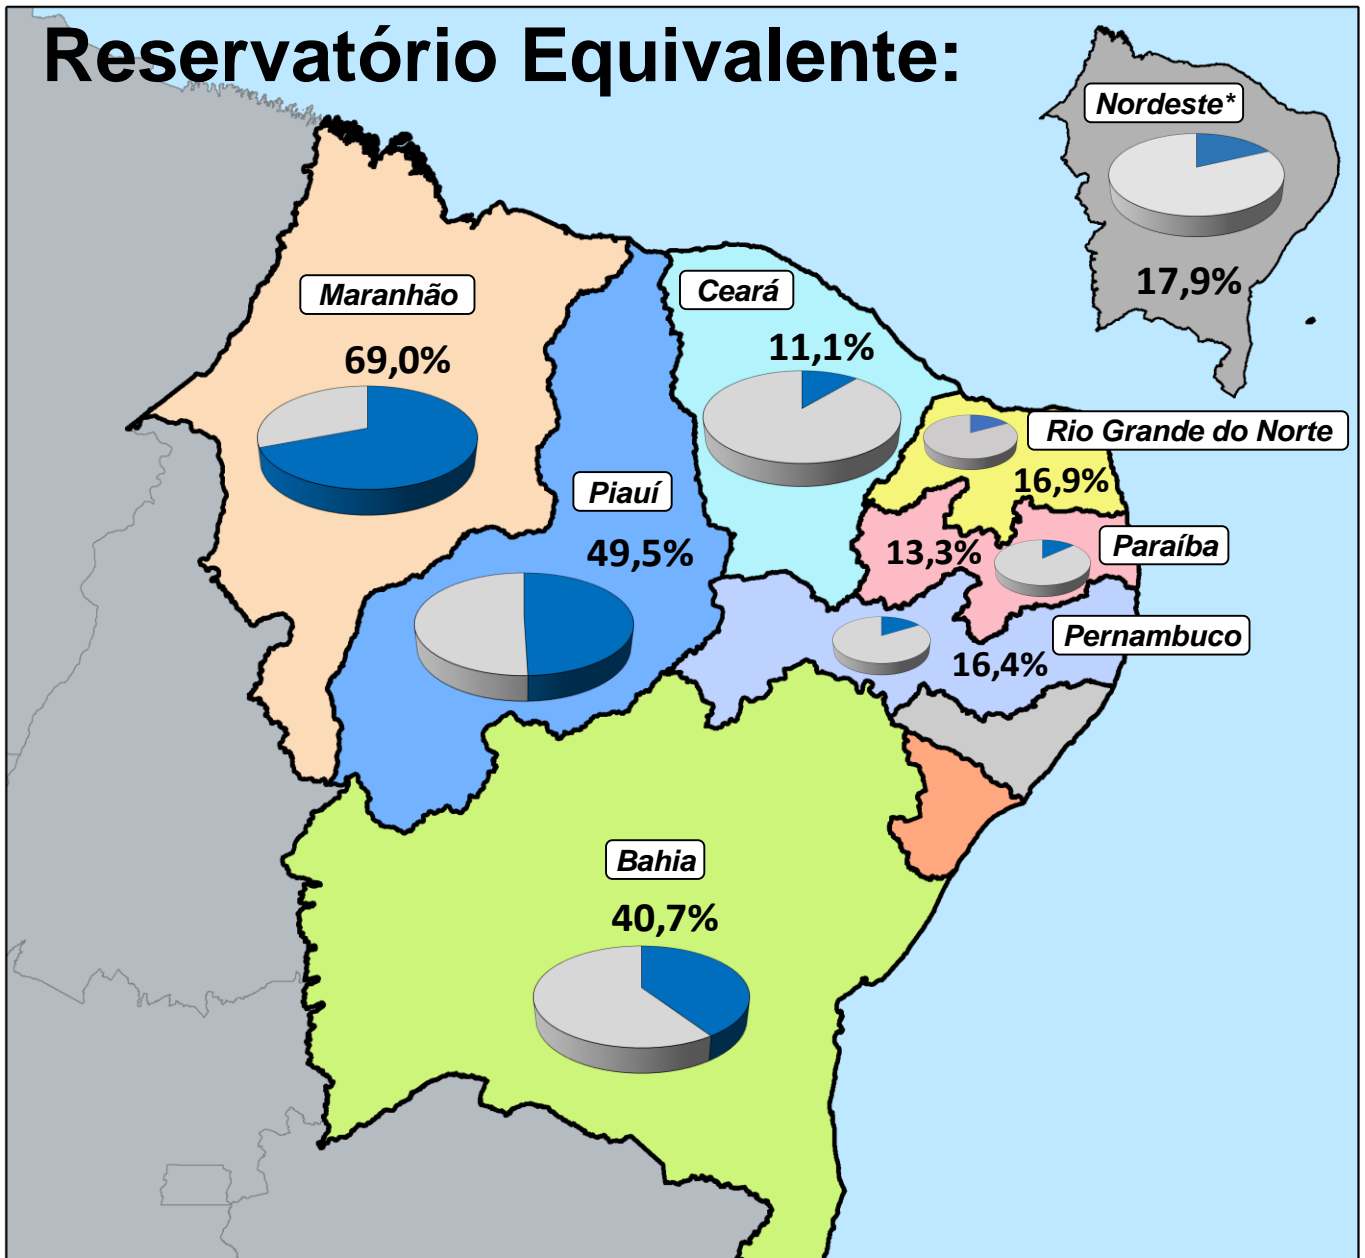 Reservatório Equivalente:
Nordeste*
17,9%
Maranhão
69,0%
Ceará
11,1%
Rio Grande do Norte
16,9%
Piauí
49,5%
Paraíba
13,3%
Pernambuco
16,4%
Bahia
40,7%